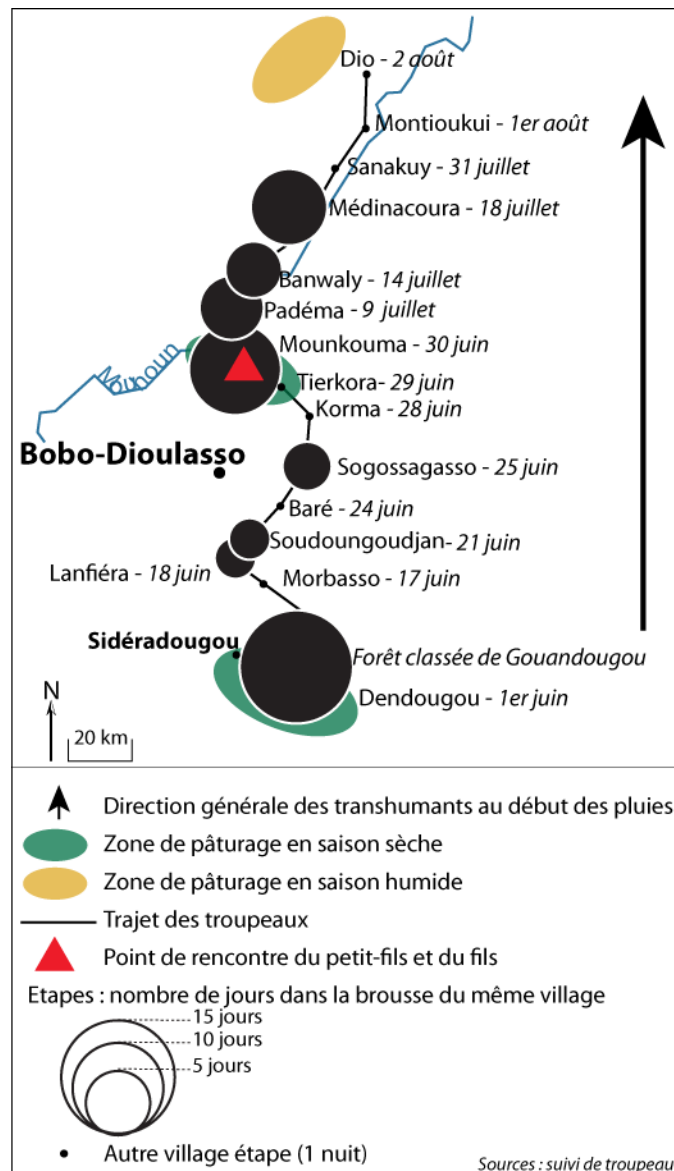 Dio - 2 août
Montioukui - 1er août
Sanakuy - 31 juillet
Médinacoura - 18 juillet
Banwaly - 14 juillet
Padéma - 9 juillet
Mounkouma - 30 juin
Mouhoun
Tierkora- 29 juin
Korma - 28 juin
Bobo-Dioulasso
Sogossagasso - 25 juin
Baré - 24 juin
Soudoungoudjan- 21 juin
Lanfiéra - 18 juin
Morbasso - 17 juin
Sidéradougou
Forêt classée de Gouandougou
Dendougou - 1er juin
N
20 km
Direction générale des transhumants au début des pluies
Zone de pâturage en saison sèche
Zone de pâturage en saison humide
Trajet des troupeaux
Point de rencontre du petit-fils et du fils
Etapes : nombre de jours dans la brousse du même village
15 jours
10 jours
5 jours
Autre village étape (1 nuit)
Sources : suivi de troupeau